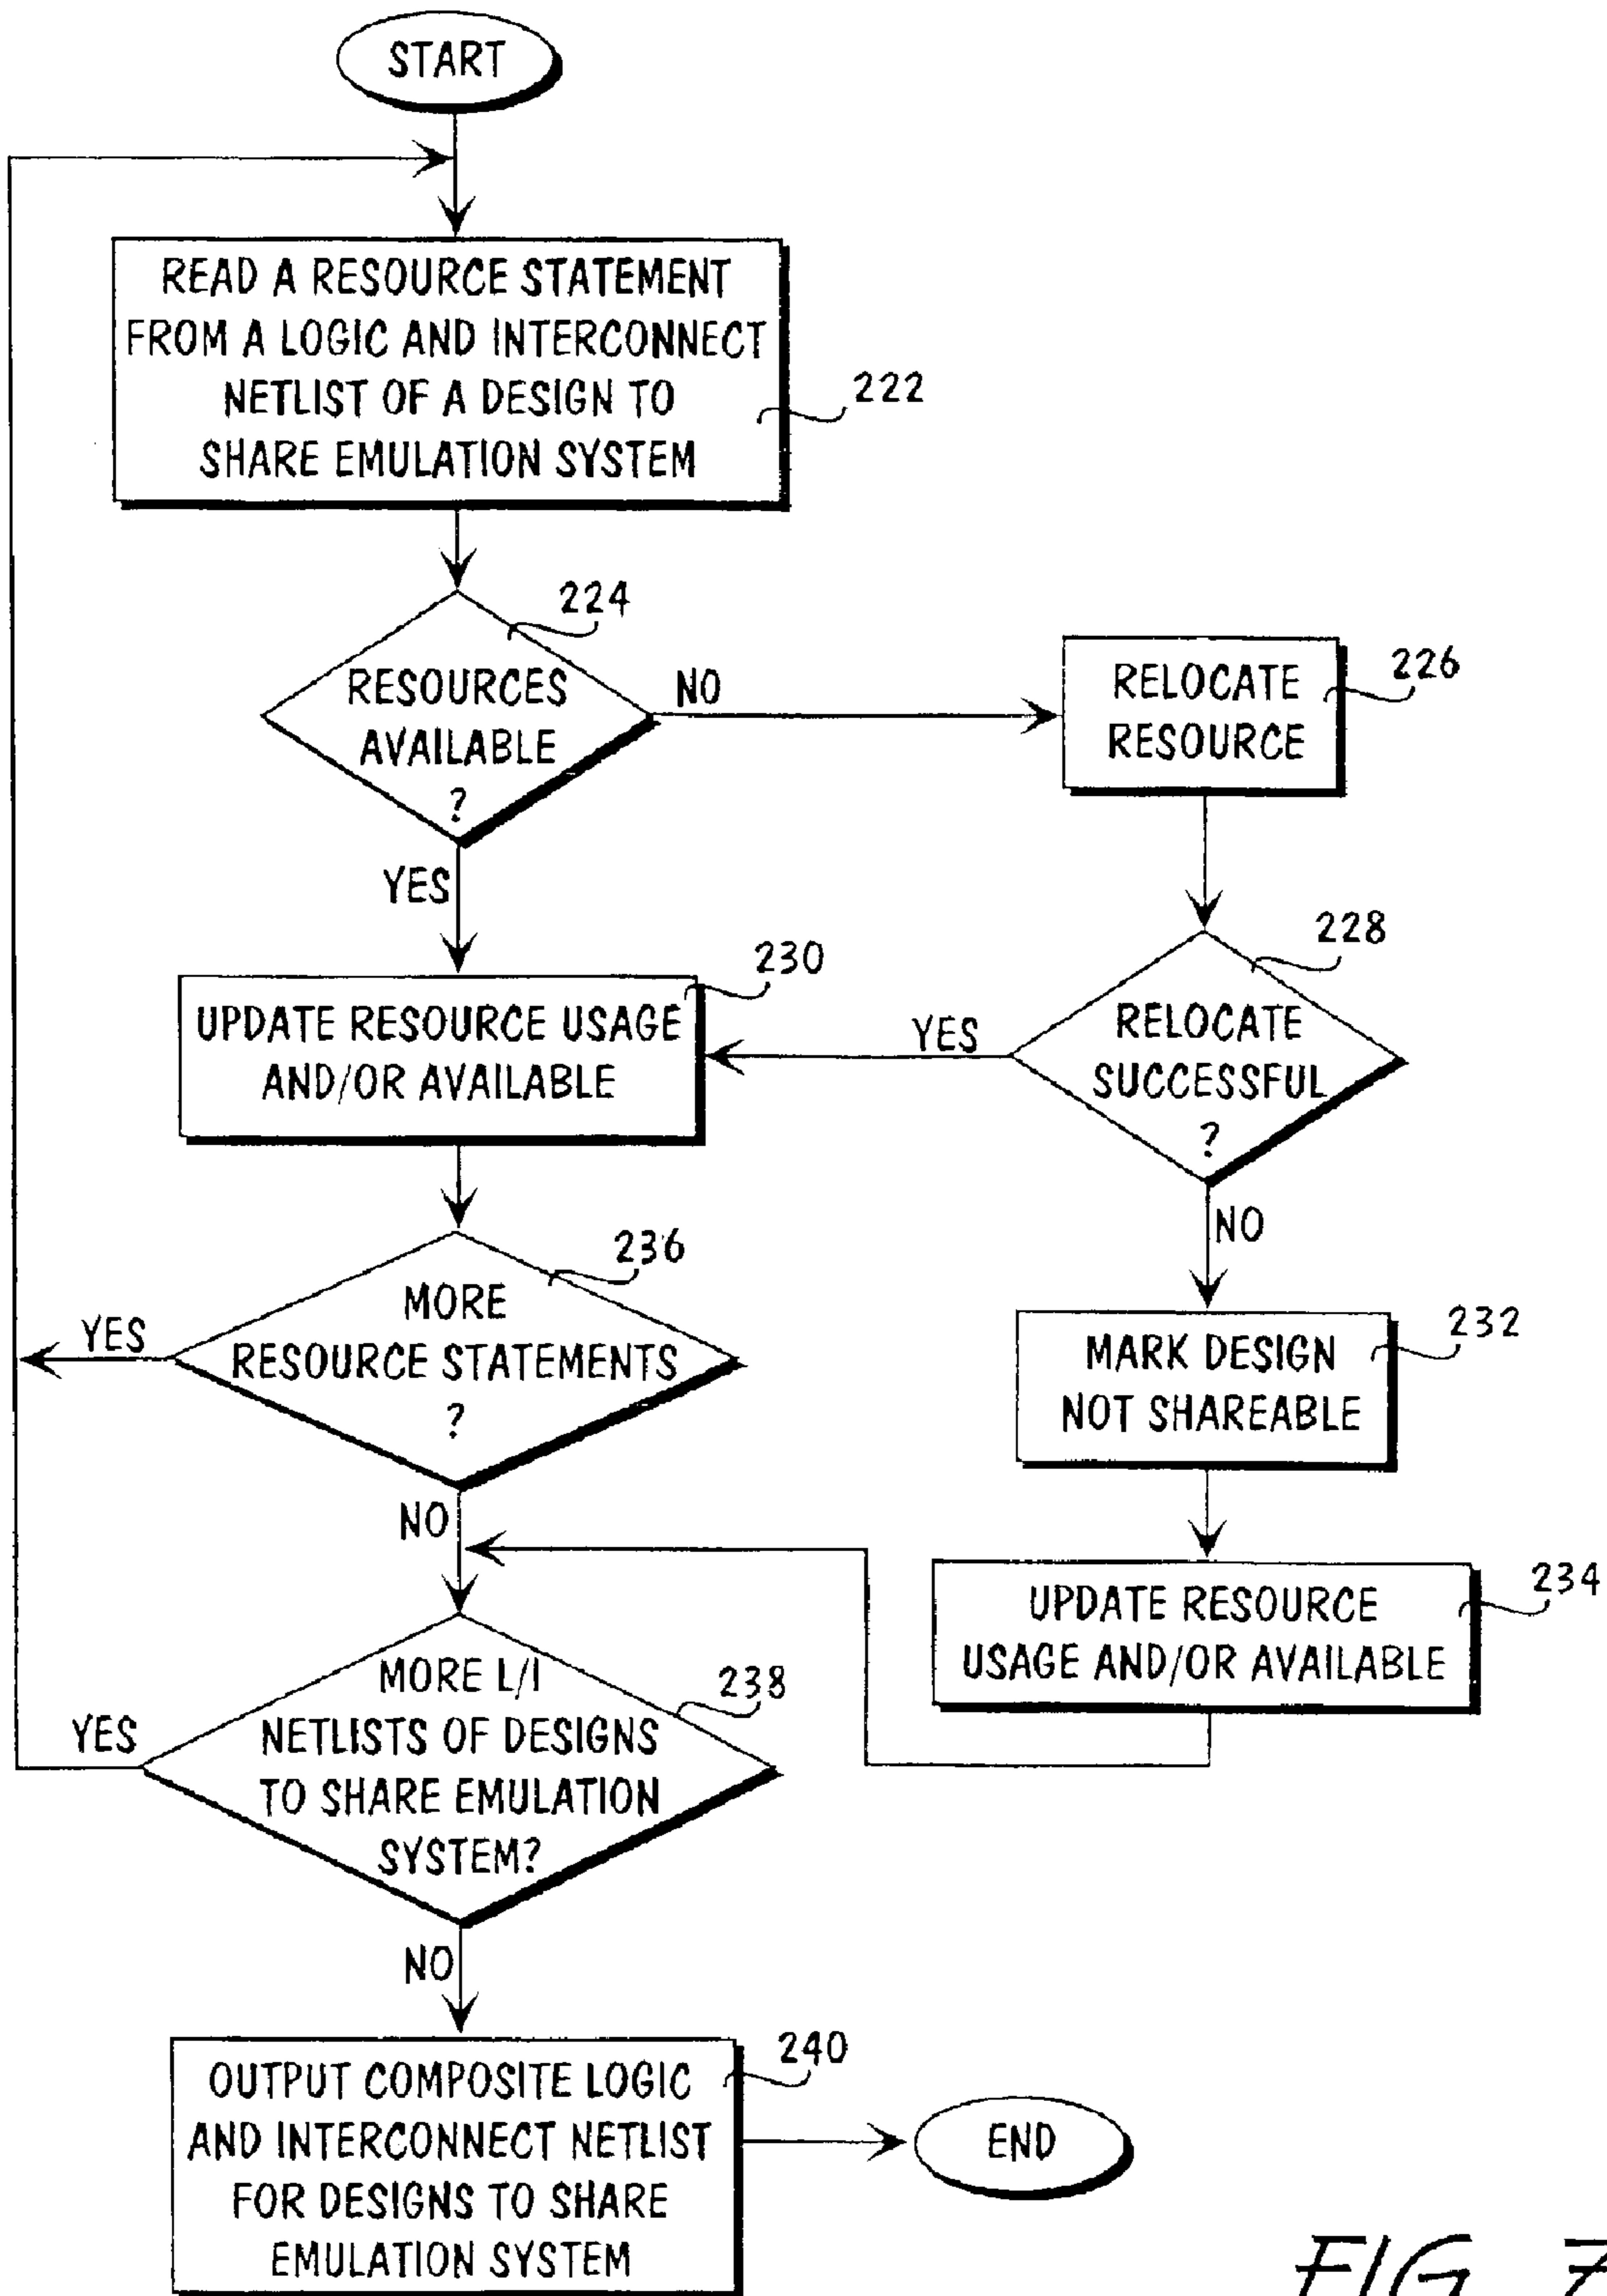 START
READ A RESOURCE STATEMENT
FROM A LOGIC AND INTERCONNECT
NETLIST OF A DESIGN TO
SHARE EMULATION SYSTEM
222
224
RESOURCES
AVAILABLE
?
NO
YES
RELOCATE
RESOURCE
226
228
RELOCATE
SUCCESSFUL
?
YES
NO
230
UPDATE RESOURCE USAGE
AND/OR AVAILABLE
236
MORE
RESOURCE STATEMENTS
?
YES
NO
MARK DESIGN
NOT SHAREABLE
232
UPDATE RESOURCE
USAGE AND/OR AVAILABLE
234
MORE L/I
NETLISTS OF DESIGNS
TO SHARE EMULATION
SYSTEM?
238
YES
NO
OUTPUT COMPOSITE LOGIC
AND INTERCONNECT NETLIST
FOR DESIGNS TO SHARE
EMULATION SYSTEM
240
END
FIG. 7